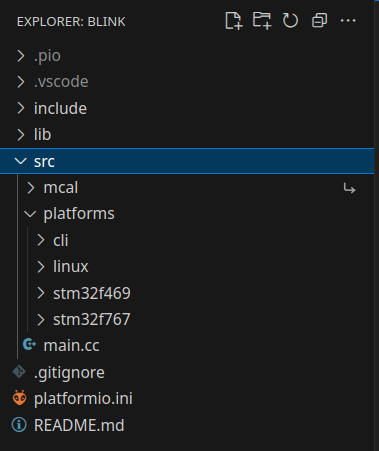 EXPLORER: BLINK
.pio
.vscode
include
lib
src
mcal
platforms
cli
linux
stm32f469
stm32f767
main.cc
.gitignore
platformio.ini
README.md